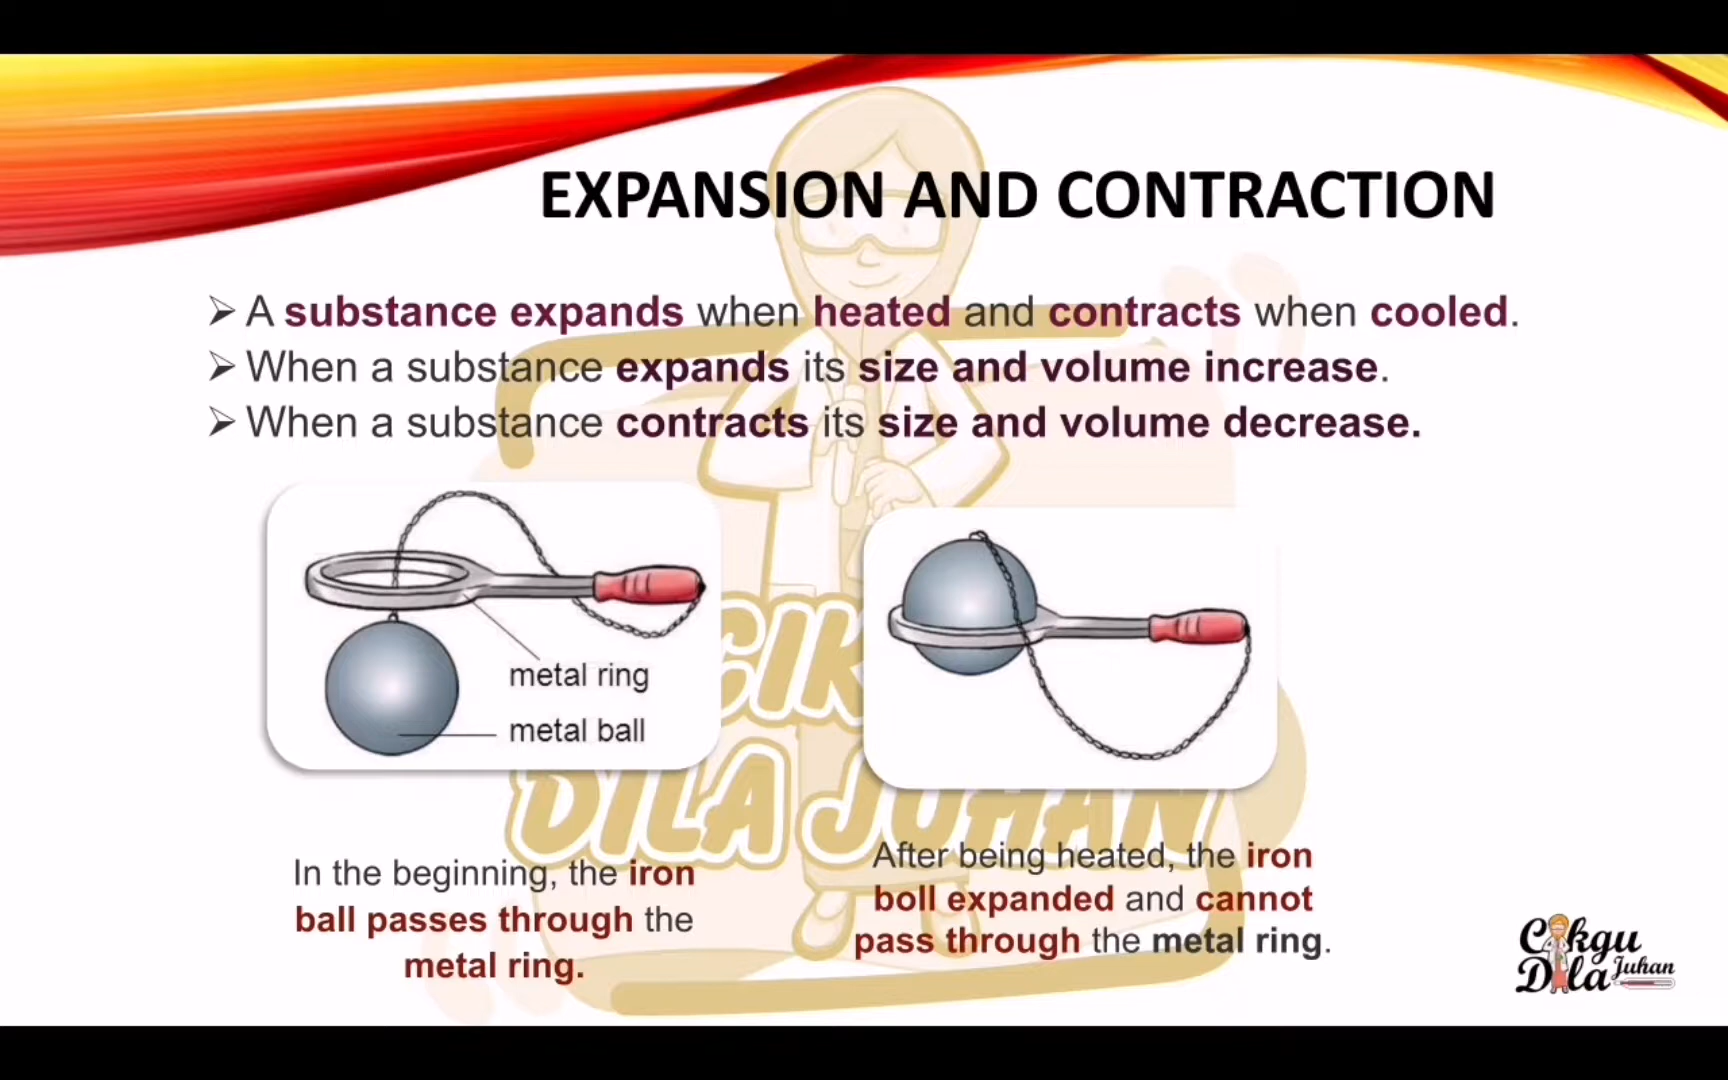 EXPANSION AND CONTRACTION
➢ A substance expands when heated and contracts when cooled.
➢ When a substance expands its size and volume increase.
➢ When a substance contracts its size and volume decrease.
metal ring
metal ball
CIK
DILA JUHAN
In the beginning, the iron
ball passes through the
metal ring.
After being heated, the iron
boll expanded and cannot
pass through the metal ring.
Cikgu
Dila Juhan